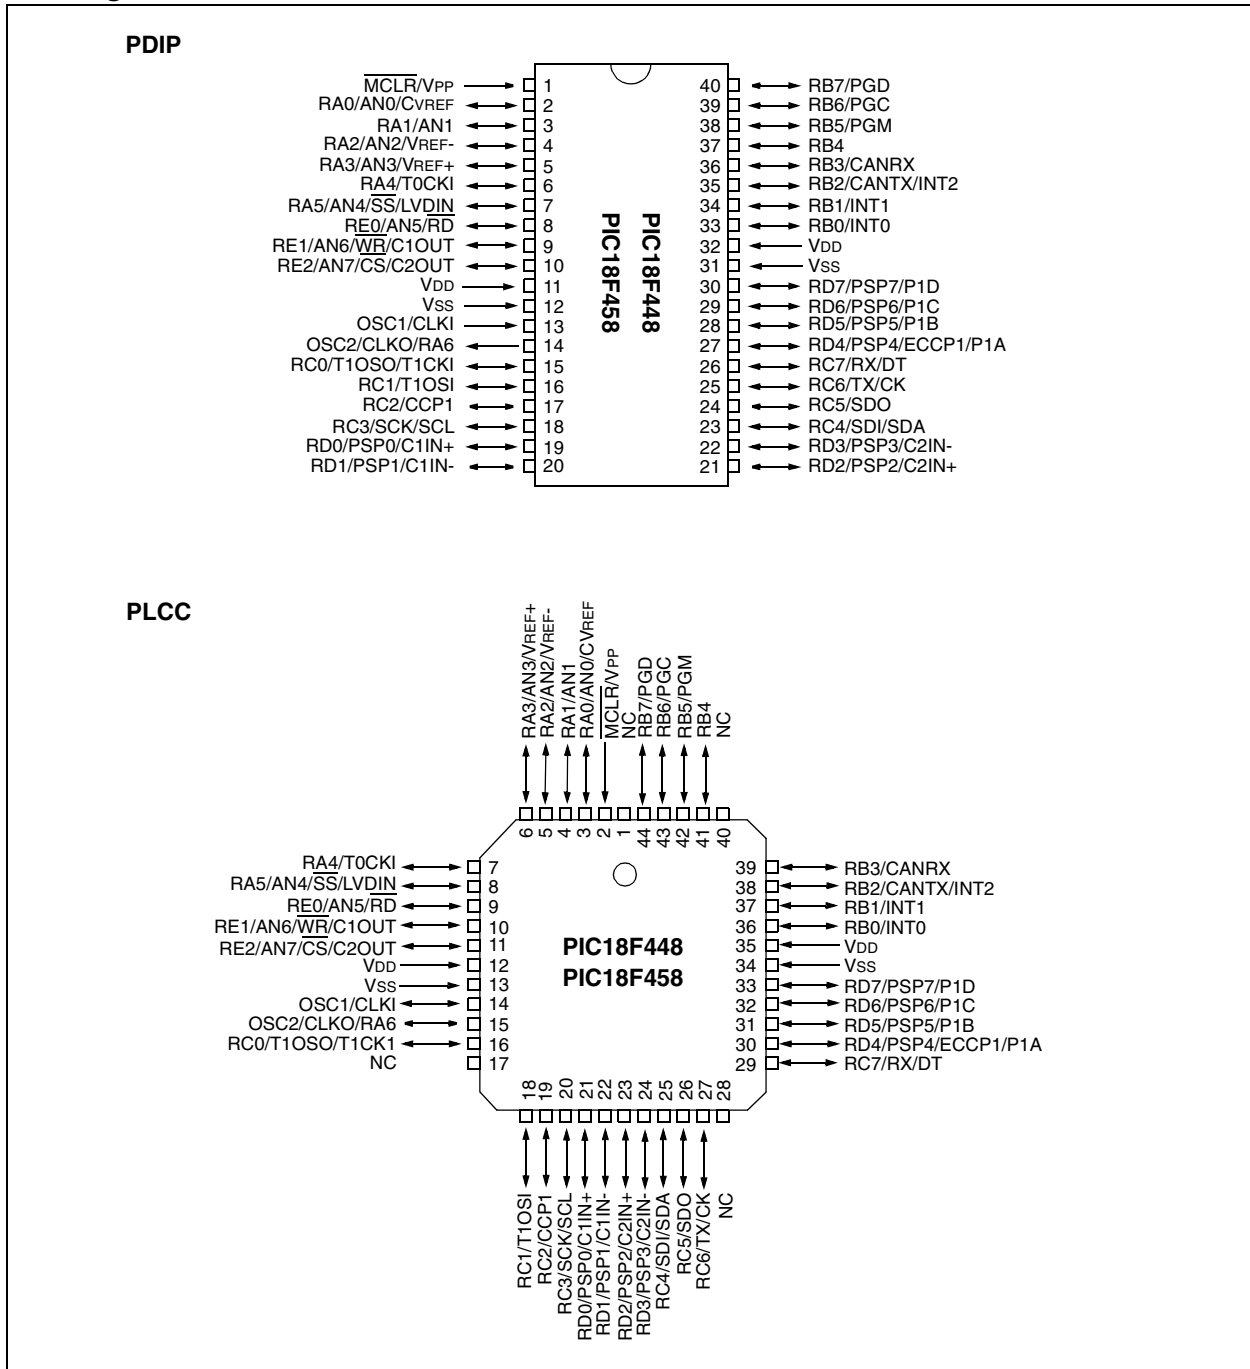 PDIP
MCLR/VPP 1
RA0/AN0/CVREF 2
RA1/AN1 3
RA2/AN2/VREF- 4
RA3/AN3/VREF+ 5
RA4/T0CKI 6
RA5/AN4/SS/LVDIN 7
RE0/AN5/RD 8
RE1/AN6/WR/C1OUT 9
RE2/AN7/CS/C2OUT 10
VDD 11
VSS 12
OSC1/CLKI 13
OSC2/CLKO/RA6 14
RC0/T1OSO/T1CKI 15
RC1/T1OSI 16
RC2/CCP1 17
RC3/SCK/SCL 18
RD0/PSP0/C1IN+ 19
RD1/PSP1/C1IN- 20
PIC18F448
PIC18F458
40 RB7/PGD
39 RB6/PGC
38 RB5/PGM
37 RB4
36 RB3/CANRX
35 RB2/CANTX/INT2
34 RB1/INT1
33 RB0/INT0
32 VDD
31 VSS
30 RD7/PSP7/P1D
29 RD6/PSP6/P1C
28 RD5/PSP5/P1B
27 RD4/PSP4/ECCP1/P1A
26 RC7/RX/DT
25 RC6/TX/CK
24 RC5/SDO
23 RC4/SDI/SDA
22 RD3/PSP3/C2IN-
21 RD2/PSP2/C2IN+
PLCC
RA3/AN3/VREF+ 6
RA2/AN2/VREF- 5
RA1/AN1 4
RA0/AN0/CVREF 3
MCLR/VPP 2
NC 1
RB7/PGD 44
RB6/PGC 43
RB5/PGM 42
RB4 41
NC 40
RA4/T0CKI 7
RA5/AN4/SS/LVDIN 8
RE0/AN5/RD 9
RE1/AN6/WR/C1OUT 10
RE2/AN7/CS/C2OUT 11
VDD 12
VSS 13
OSC1/CLKI 14
OSC2/CLKO/RA6 15
RC0/T1OSO/T1CK1 16
NC 17
PIC18F448
PIC18F458
39 RB3/CANRX
38 RB2/CANTX/INT2
37 RB1/INT1
36 RB0/INT0
35 VDD
34 VSS
33 RD7/PSP7/P1D
32 RD6/PSP6/P1C
31 RD5/PSP5/P1B
30 RD4/PSP4/ECCP1/P1A
29 RC7/RX/DT
18 RC1/T1OSI
19 RC2/CCP1
20 RC3/SCK/SCL
21 RD0/PSP0/C1IN+
22 RD1/PSP1/C1IN-
23 RD2/PSP2/C2IN+
24 RD3/PSP3/C2IN-
25 RC4/SDI/SDA
26 RC5/SDO
27 RC6/TX/CK
28 NC